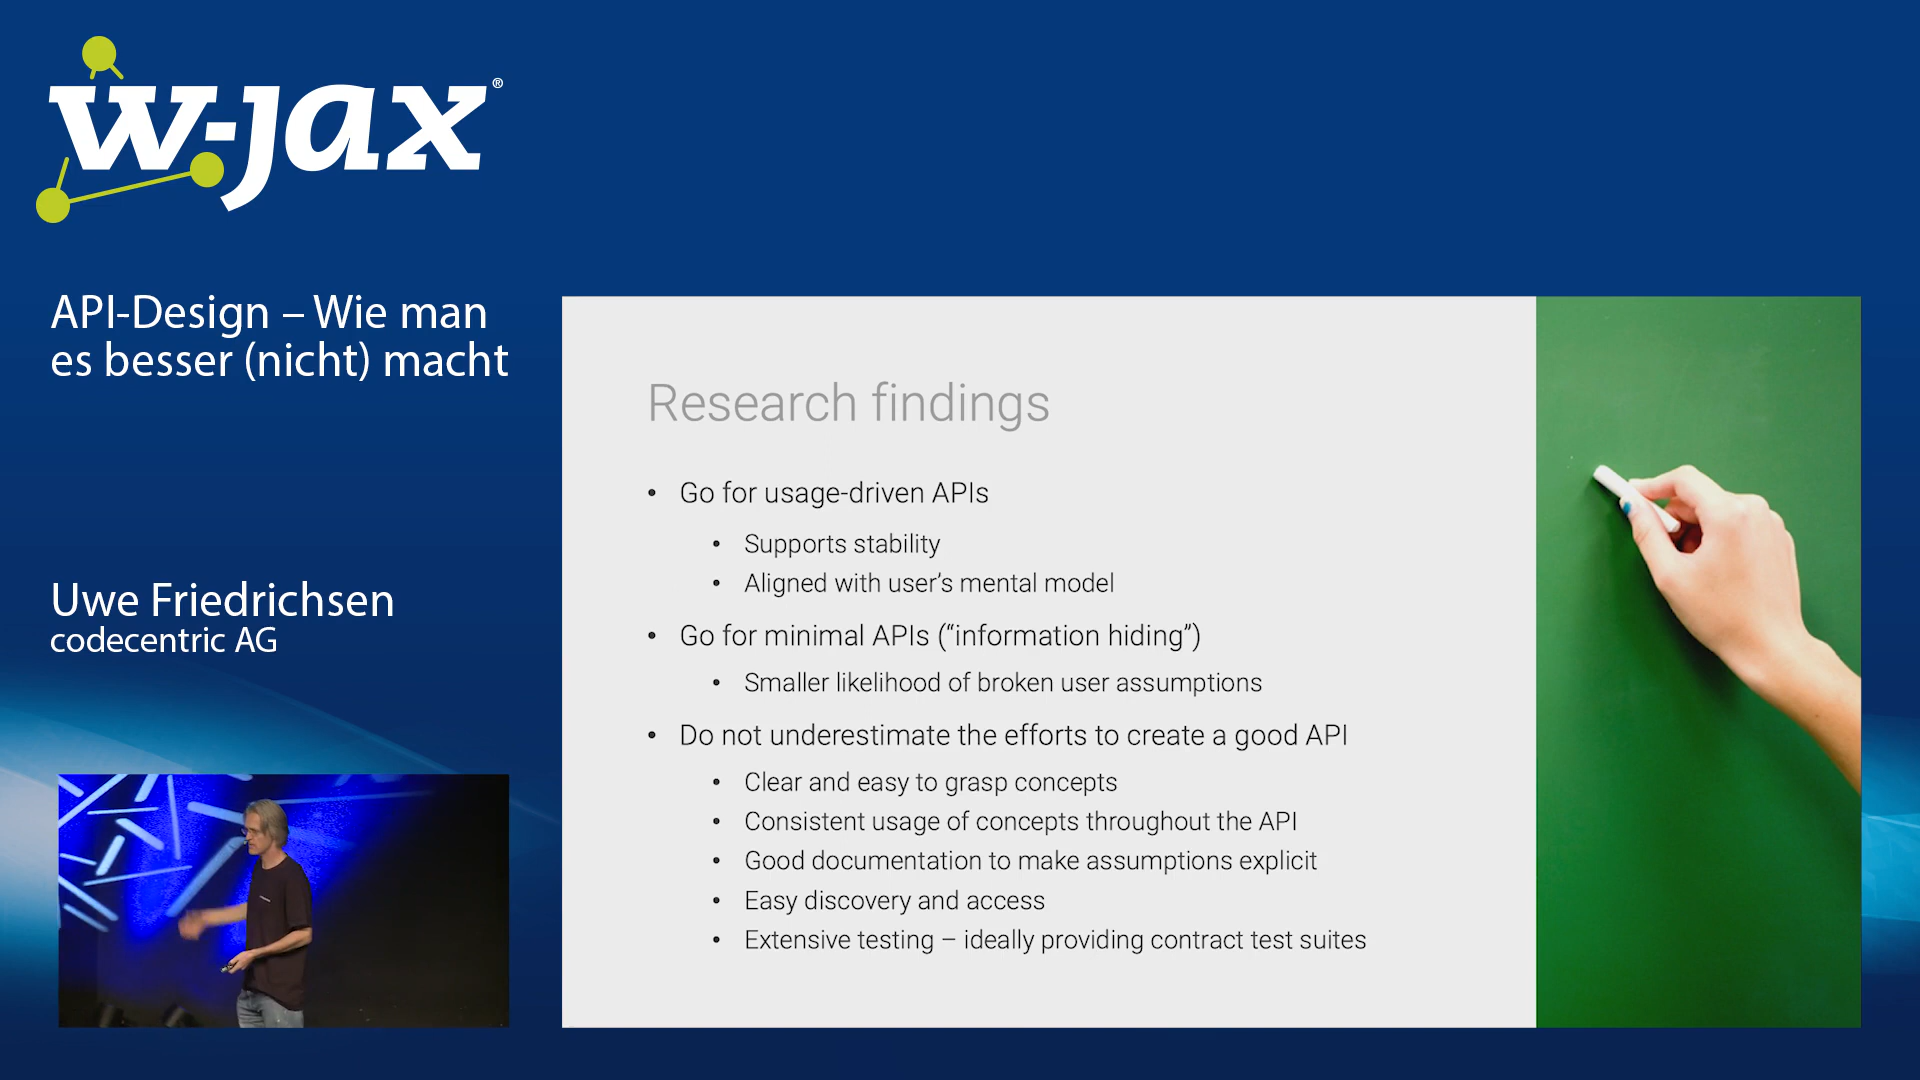 w-jax®
API-Design – Wie man
es besser (nicht) macht
Uwe Friedrichsen
codecentric AG
Research findings
• Go for usage-driven APIs
• Supports stability
• Aligned with user’s mental model
• Go for minimal APIs (“information hiding”)
• Smaller likelihood of broken user assumptions
• Do not underestimate the efforts to create a good API
• Clear and easy to grasp concepts
• Consistent usage of concepts throughout the API
• Good documentation to make assumptions explicit
• Easy discovery and access
• Extensive testing – ideally providing contract test suites